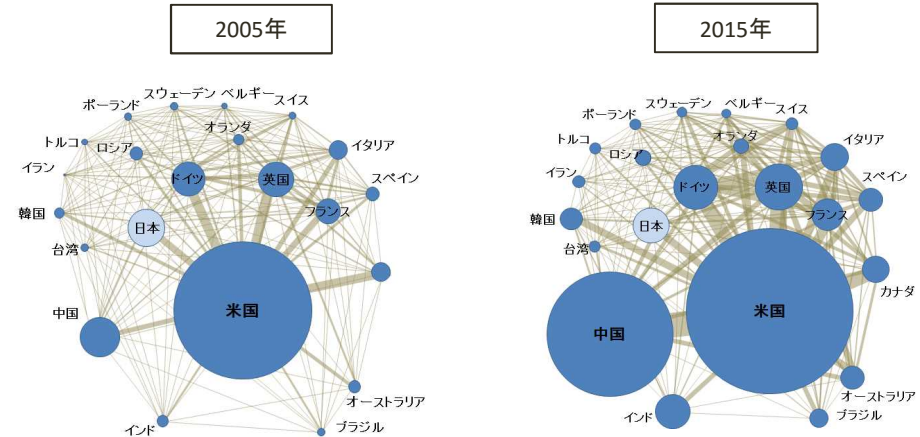 2005年
スウェーデン
ベルギー
スイス
ポーランド
オランダ
トルコ
ロシア
イタリア
イラン
ドイツ
英国
スペイン
韓国
フランス
日本
台湾
中国
米国
オーストラリア
インド
ブラジル
2015年
スウェーデン
ベルギー
スイス
ポーランド
オランダ
トルコ
ロシア
イタリア
イラン
ドイツ
英国
スペイン
韓国
フランス
日本
台湾
カナダ
中国
米国
オーストラリア
インド
ブラジル